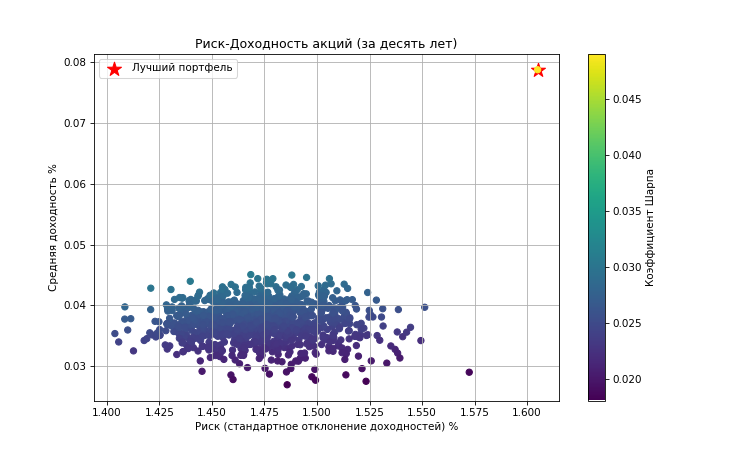 Риск-Доходность акций (за десять лет)
Лучший портфель
Средняя доходность %
0.08
0.07
0.06
0.05
0.04
0.03
1.400 1.425 1.450 1.475 1.500 1.525 1.550 1.575 1.600
Риск (стандартное отклонение доходностей) %
0.045
0.040
0.035
0.030
0.025
0.020
Коэффициент Шарпа